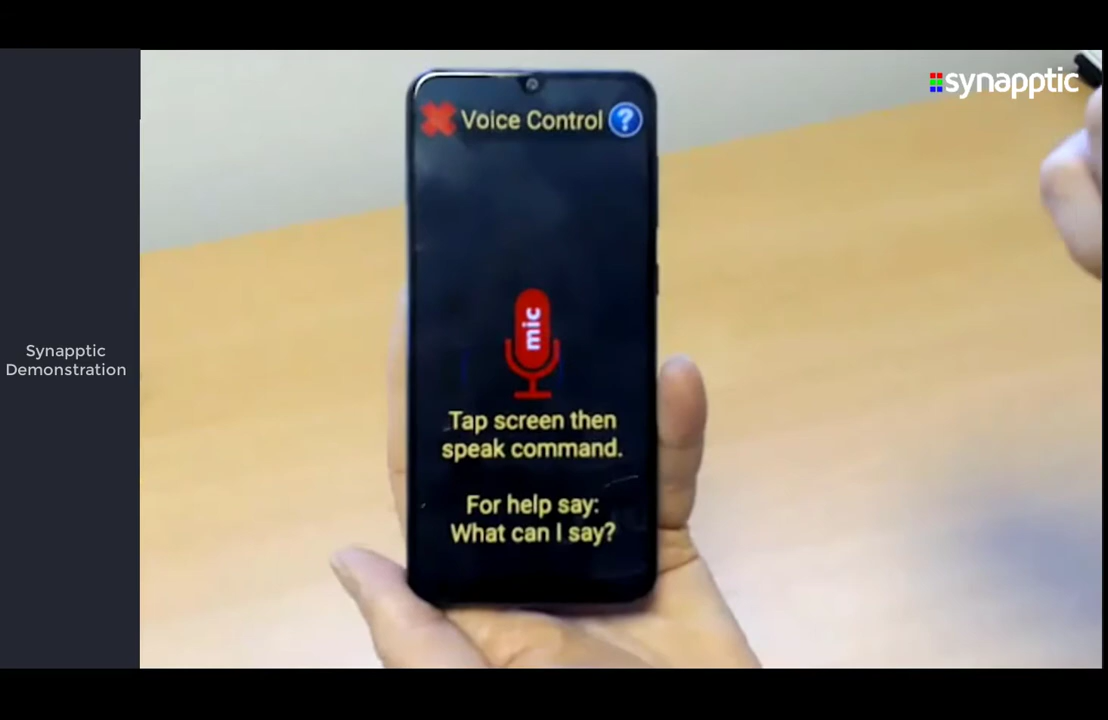 synapptic
Voice Control ?
mic
Tap screen then
speak command.
For help say:
What can I say?
Synapptic
Demonstration